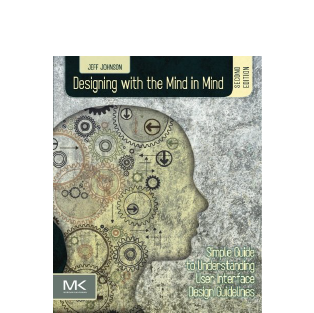 JEFF JOHNSON
Designing with the Mind in Mind
SECOND
EDITION
Simple Guide
to Understanding
User Interface
Design Guidelines
MK